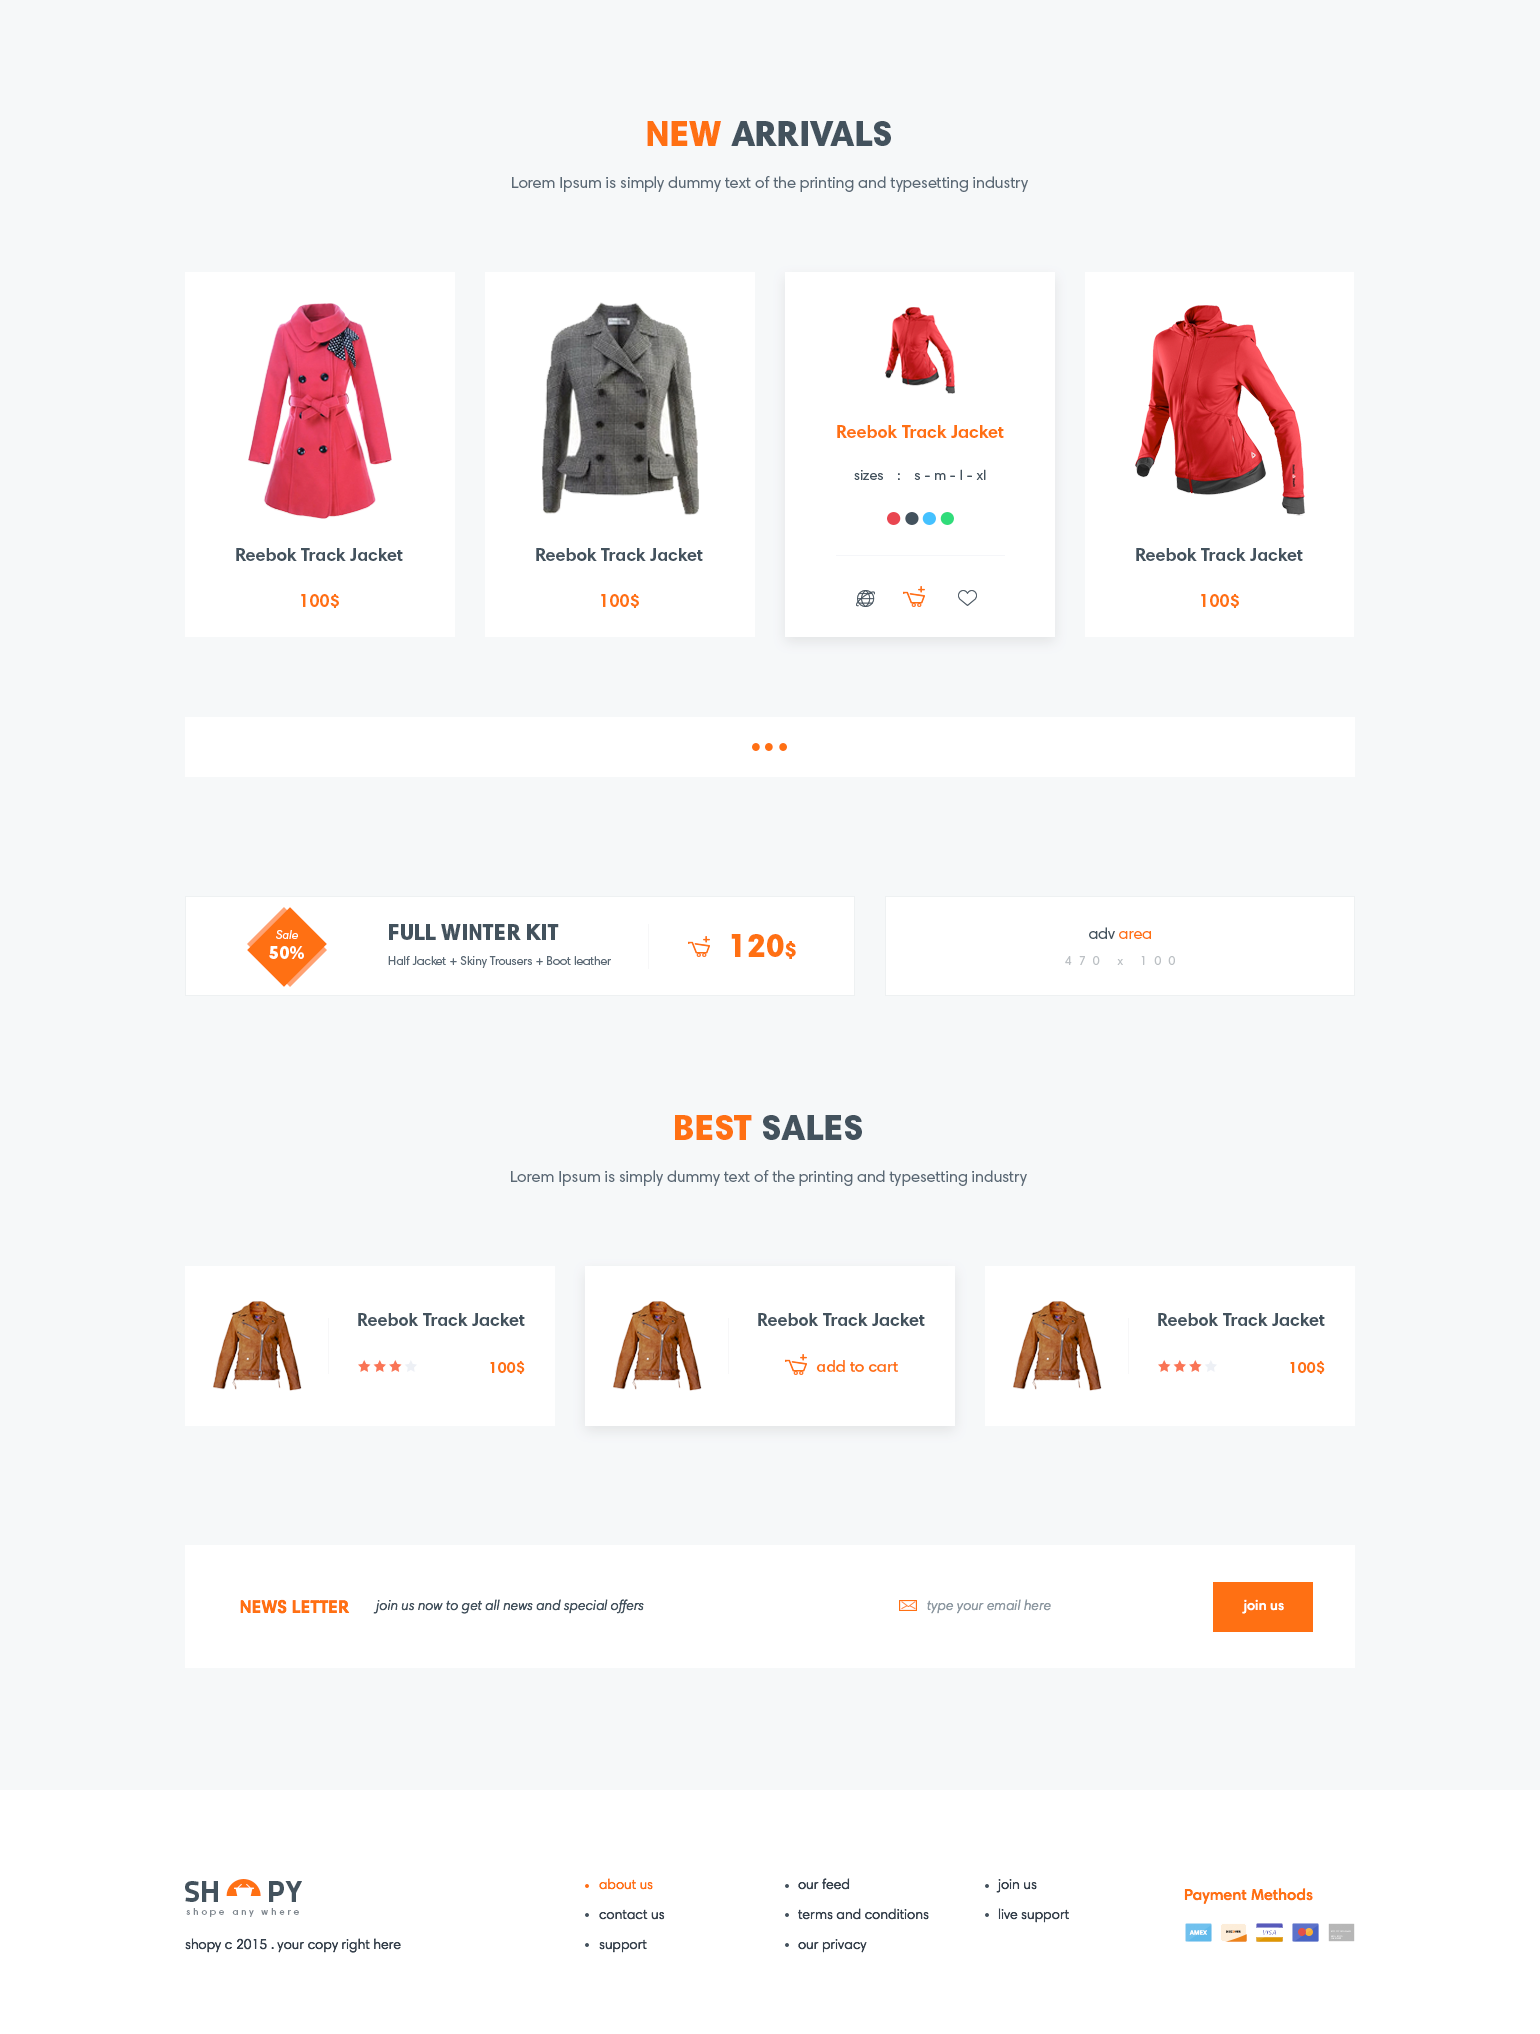 NEW ARRIVALS
Lorem Ipsum is simply dummy text of the printing and typesetting industry
Reebok Track Jacket
100$
Reebok Track Jacket
100$
Reebok Track Jacket
sizes : s - m - l - xl
Reebok Track Jacket
100$
Sale
50%
FULL WINTER KIT
Half Jacket + Skiny Trousers + Boot leather
120$
adv area
470 x 100
BEST SALES
Lorem Ipsum is simply dummy text of the printing and typesetting industry
Reebok Track Jacket
100$
Reebok Track Jacket
add to cart
Reebok Track Jacket
100$
NEWS LETTER
join us now to get all news and special offers
type your email here
join us
SH PY
shope any where
shopy c 2015 . your copy right here
about us
contact us
support
our feed
terms and conditions
our privacy
join us
live support
Payment Methods
AMEX
VISA